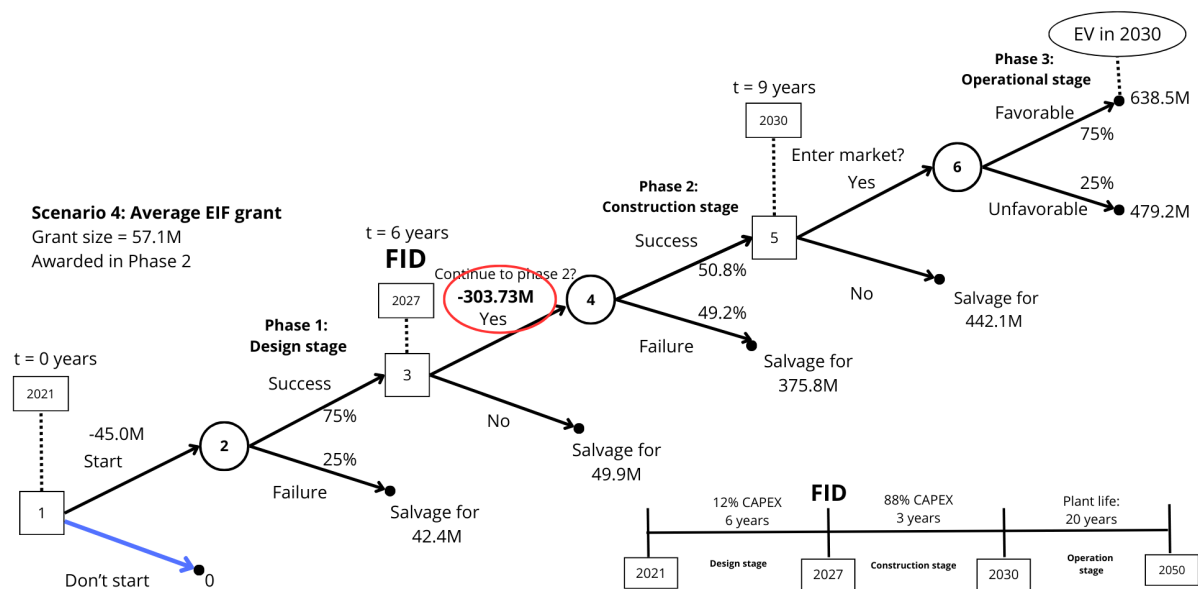 EV in 2030
Phase 3:
Operational stage
t = 9 years
Favorable
638.5M
75%
2030
Enter market?
Yes
6
25%
Unfavorable
479.2M
Phase 2:
Construction stage
Scenario 4: Average EIF grant
Grant size = 57.1M
Awarded in Phase 2
t = 6 years
FID
Success
5
50.8%
Continue to phase 2?
-303.73M
Yes
2027
4
49.2%
Failure
No
Salvage for
442.1M
Phase 1:
Design stage
Salvage for
375.8M
t = 0 years
2021
Success
3
75%
No
-45.0M
Start
2
25%
Failure
Salvage for
49.9M
1
Salvage for
42.4M
Don't start
0
FID
12% CAPEX
6 years
88% CAPEX
3 years
Plant life:
20 years
Design stage
Construction stage
Operation
stage
2021
2027
2030
2050